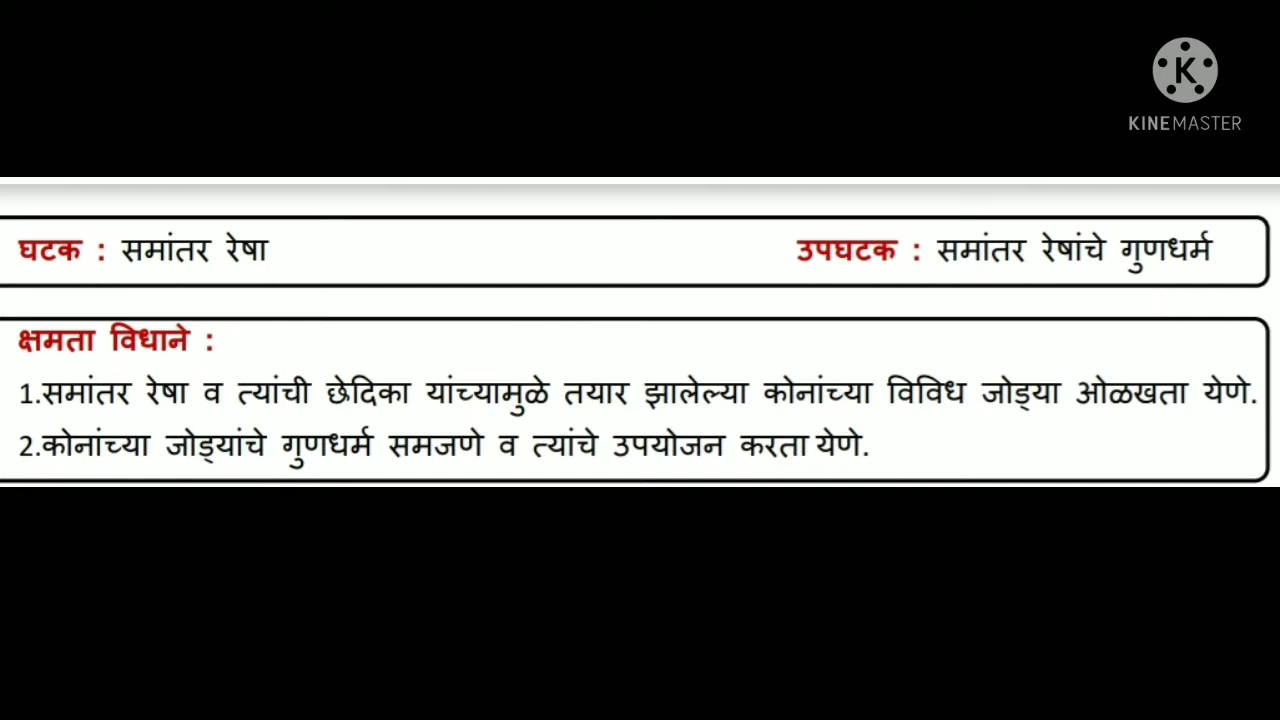 KINEMASTER
घटक : समांतर रेषा उपघटक : समांतर रेषांचे गुणधर्म
क्षमता विधाने :
1.समांतर रेषा व त्यांची छेदिका यांच्यामुळे तयार झालेल्या कोनांच्या विविध जोड्या ओळखता येणे.
2.कोनांच्या जोड्यांचे गुणधर्म समजणे व त्यांचे उपयोजन करता येणे.